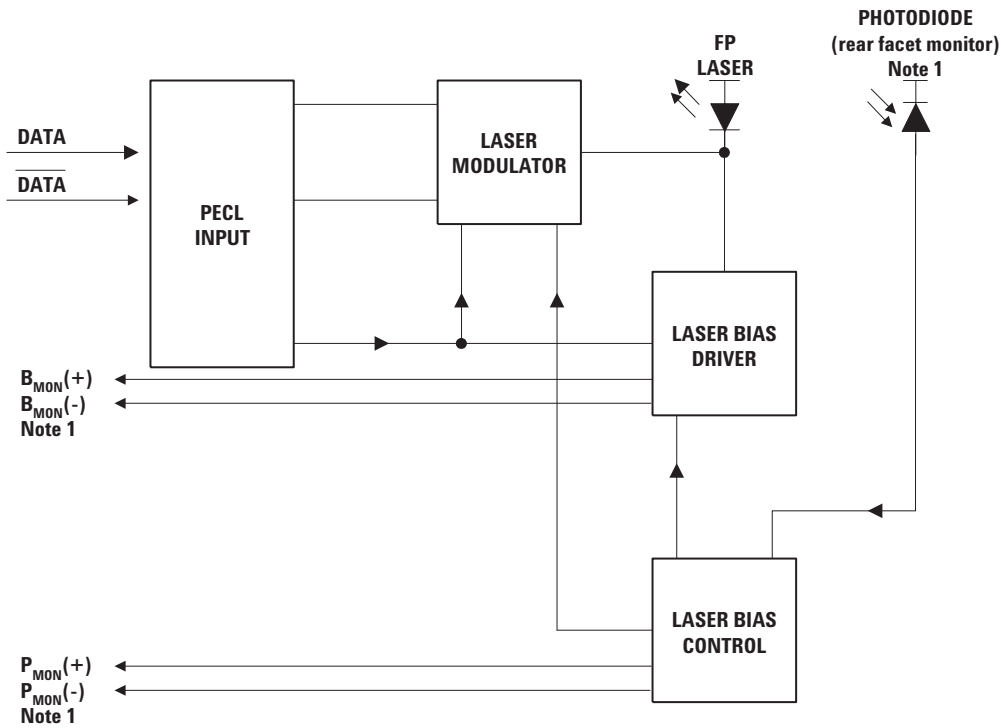 PHOTODIODE
(rear facet monitor)
Note 1
FP
LASER
DATA
DATA
PECL
INPUT
LASER
MODULATOR
LASER BIAS
DRIVER
BMON(+)
BMON(-)
Note 1
LASER BIAS
CONTROL
PMON(+)
PMON(-)
Note 1